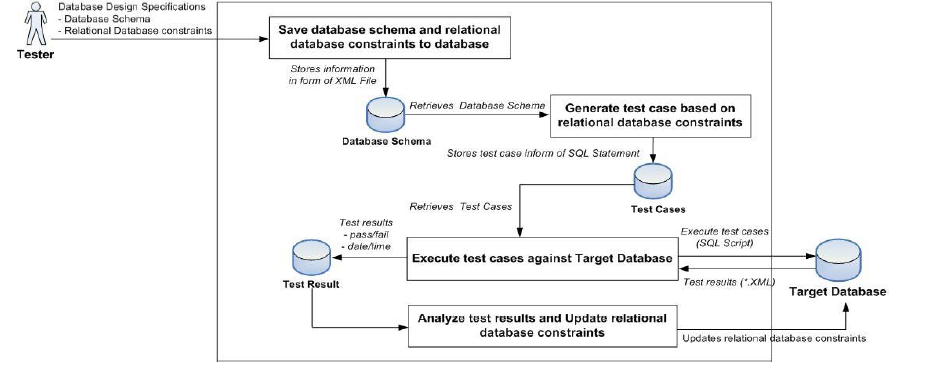 Database Design Specifications
- Database Schema
- Relational Database constraints
Tester
Save database schema and relational
database constraints to database
Stores information
in form of XML File
Retrieves Database Scheme
Database Schema
Generate test case based on
relational database constraints
Stores test case inform of SQL Statement
Test Cases
Retrieves Test Cases
Test results
- pass/fail
- date/time
Test Result
Execute test cases against Target Database
Execute test cases
(SQL Script)
Test results (*.XML)
Target Database
Analyze test results and Update relational
database constraints
Updates relational database constraints